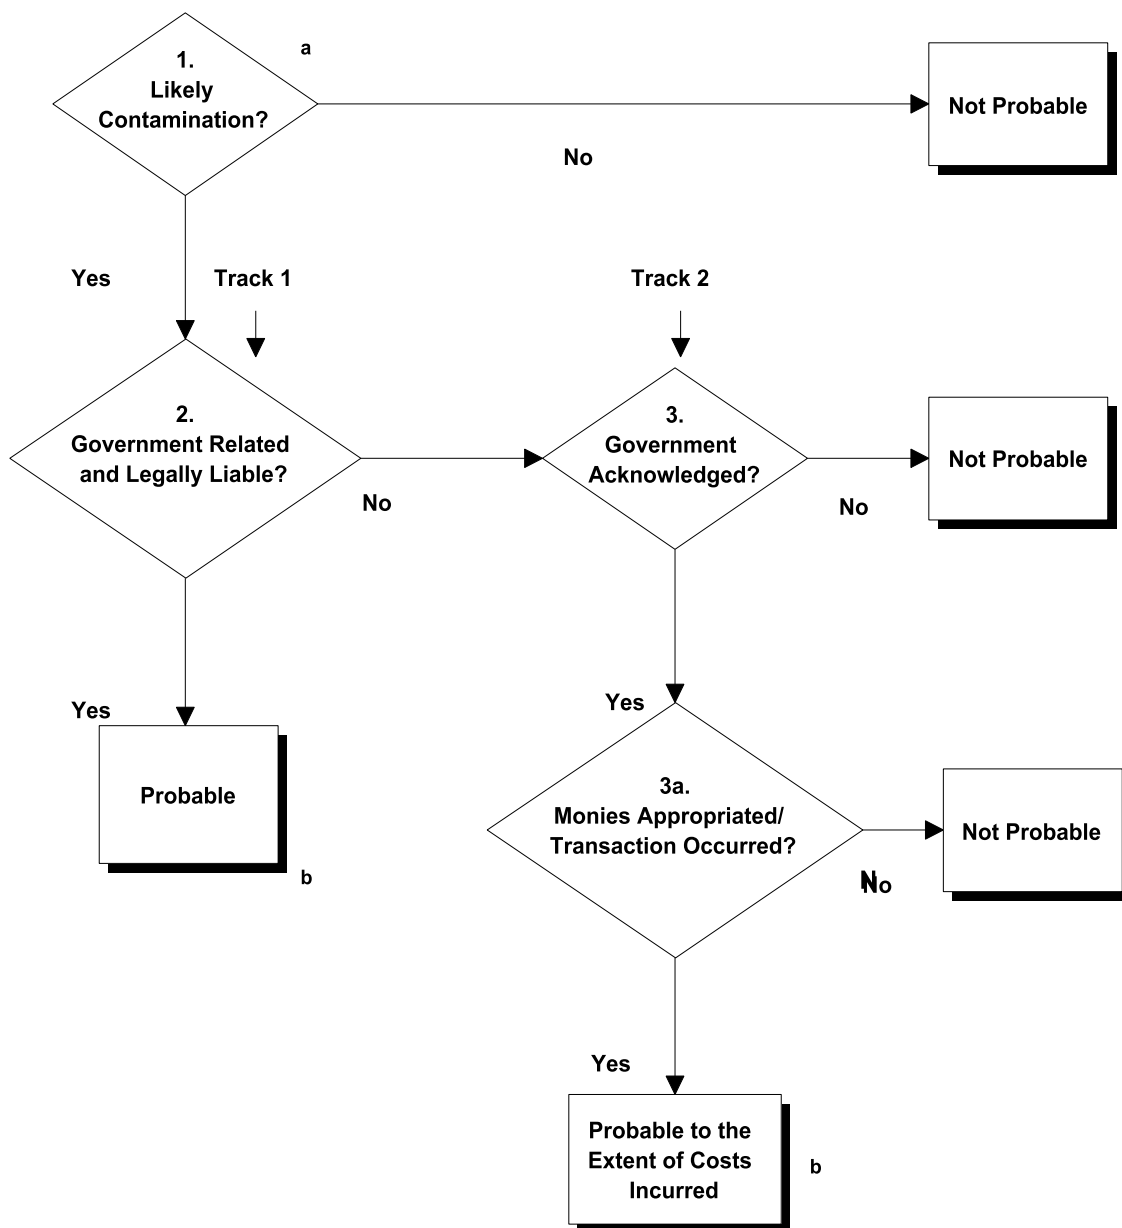 1.
Likely
Contamination?
a
Not Probable
No
Yes
Track 1
Track 2
2.
Government Related
and Legally Liable?
No
3.
Government
Acknowledged?
No
Not Probable
Yes
Probable
b
Yes
3a.
Monies Appropriated/
Transaction Occurred?
No
Not Probable
Yes
Probable to the
Extent of Costs
Incurred
b